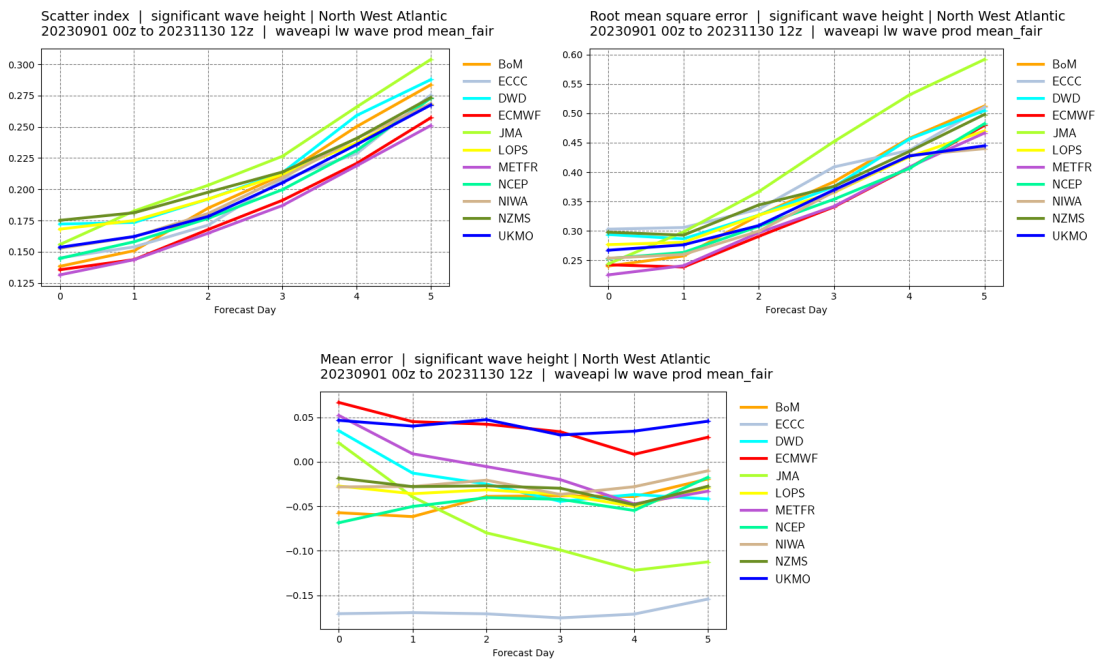 Scatter index | significant wave height | North West Atlantic
20230901 00z to 20231130 12z | waveapi lw wave prod mean_fair
0.300
0.275
0.250
0.225
0.200
0.175
0.150
0.125
0 1 2 3 4 5
Forecast Day
BoM
ECCC
DWD
ECMWF
JMA
LOPS
METFR
NCEP
NIWA
NZMS
UKMO
Root mean square error | significant wave height | North West Atlantic
20230901 00z to 20231130 12z | waveapi lw wave prod mean_fair
0.60
0.55
0.50
0.45
0.40
0.35
0.30
0.25
0 1 2 3 4 5
Forecast Day
BoM
ECCC
DWD
ECMWF
JMA
LOPS
METFR
NCEP
NIWA
NZMS
UKMO
Mean error | significant wave height | North West Atlantic
20230901 00z to 20231130 12z | waveapi lw wave prod mean_fair
0.05
0.00
−0.05
−0.10
−0.15
0 1 2 3 4 5
Forecast Day
BoM
ECCC
DWD
ECMWF
JMA
LOPS
METFR
NCEP
NIWA
NZMS
UKMO